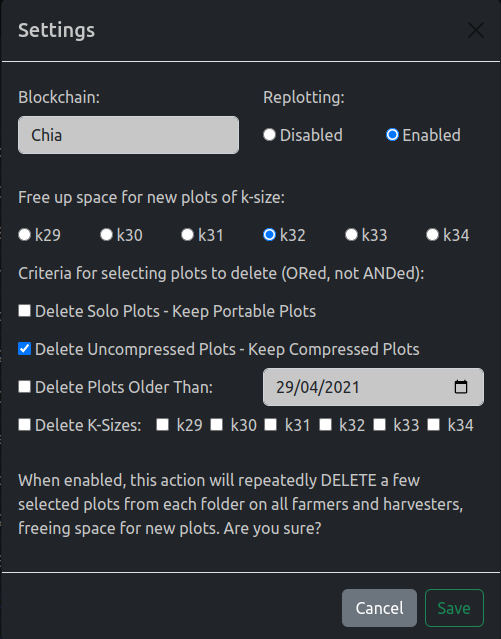 Settings
Blockchain: Replotting:
Chia Disabled Enabled
Free up space for new plots of k-size:
k29 k30 k31 k32 k33 k34
Criteria for selecting plots to delete (ORed, not ANDed):
Delete Solo Plots - Keep Portable Plots
Delete Uncompressed Plots - Keep Compressed Plots
Delete Plots Older Than: 29/04/2021
Delete K-Sizes: k29 k30 k31 k32 k33 k34
When enabled, this action will repeatedly DELETE a few
selected plots from each folder on all farmers and harvesters,
freeing space for new plots. Are you sure?
Cancel Save